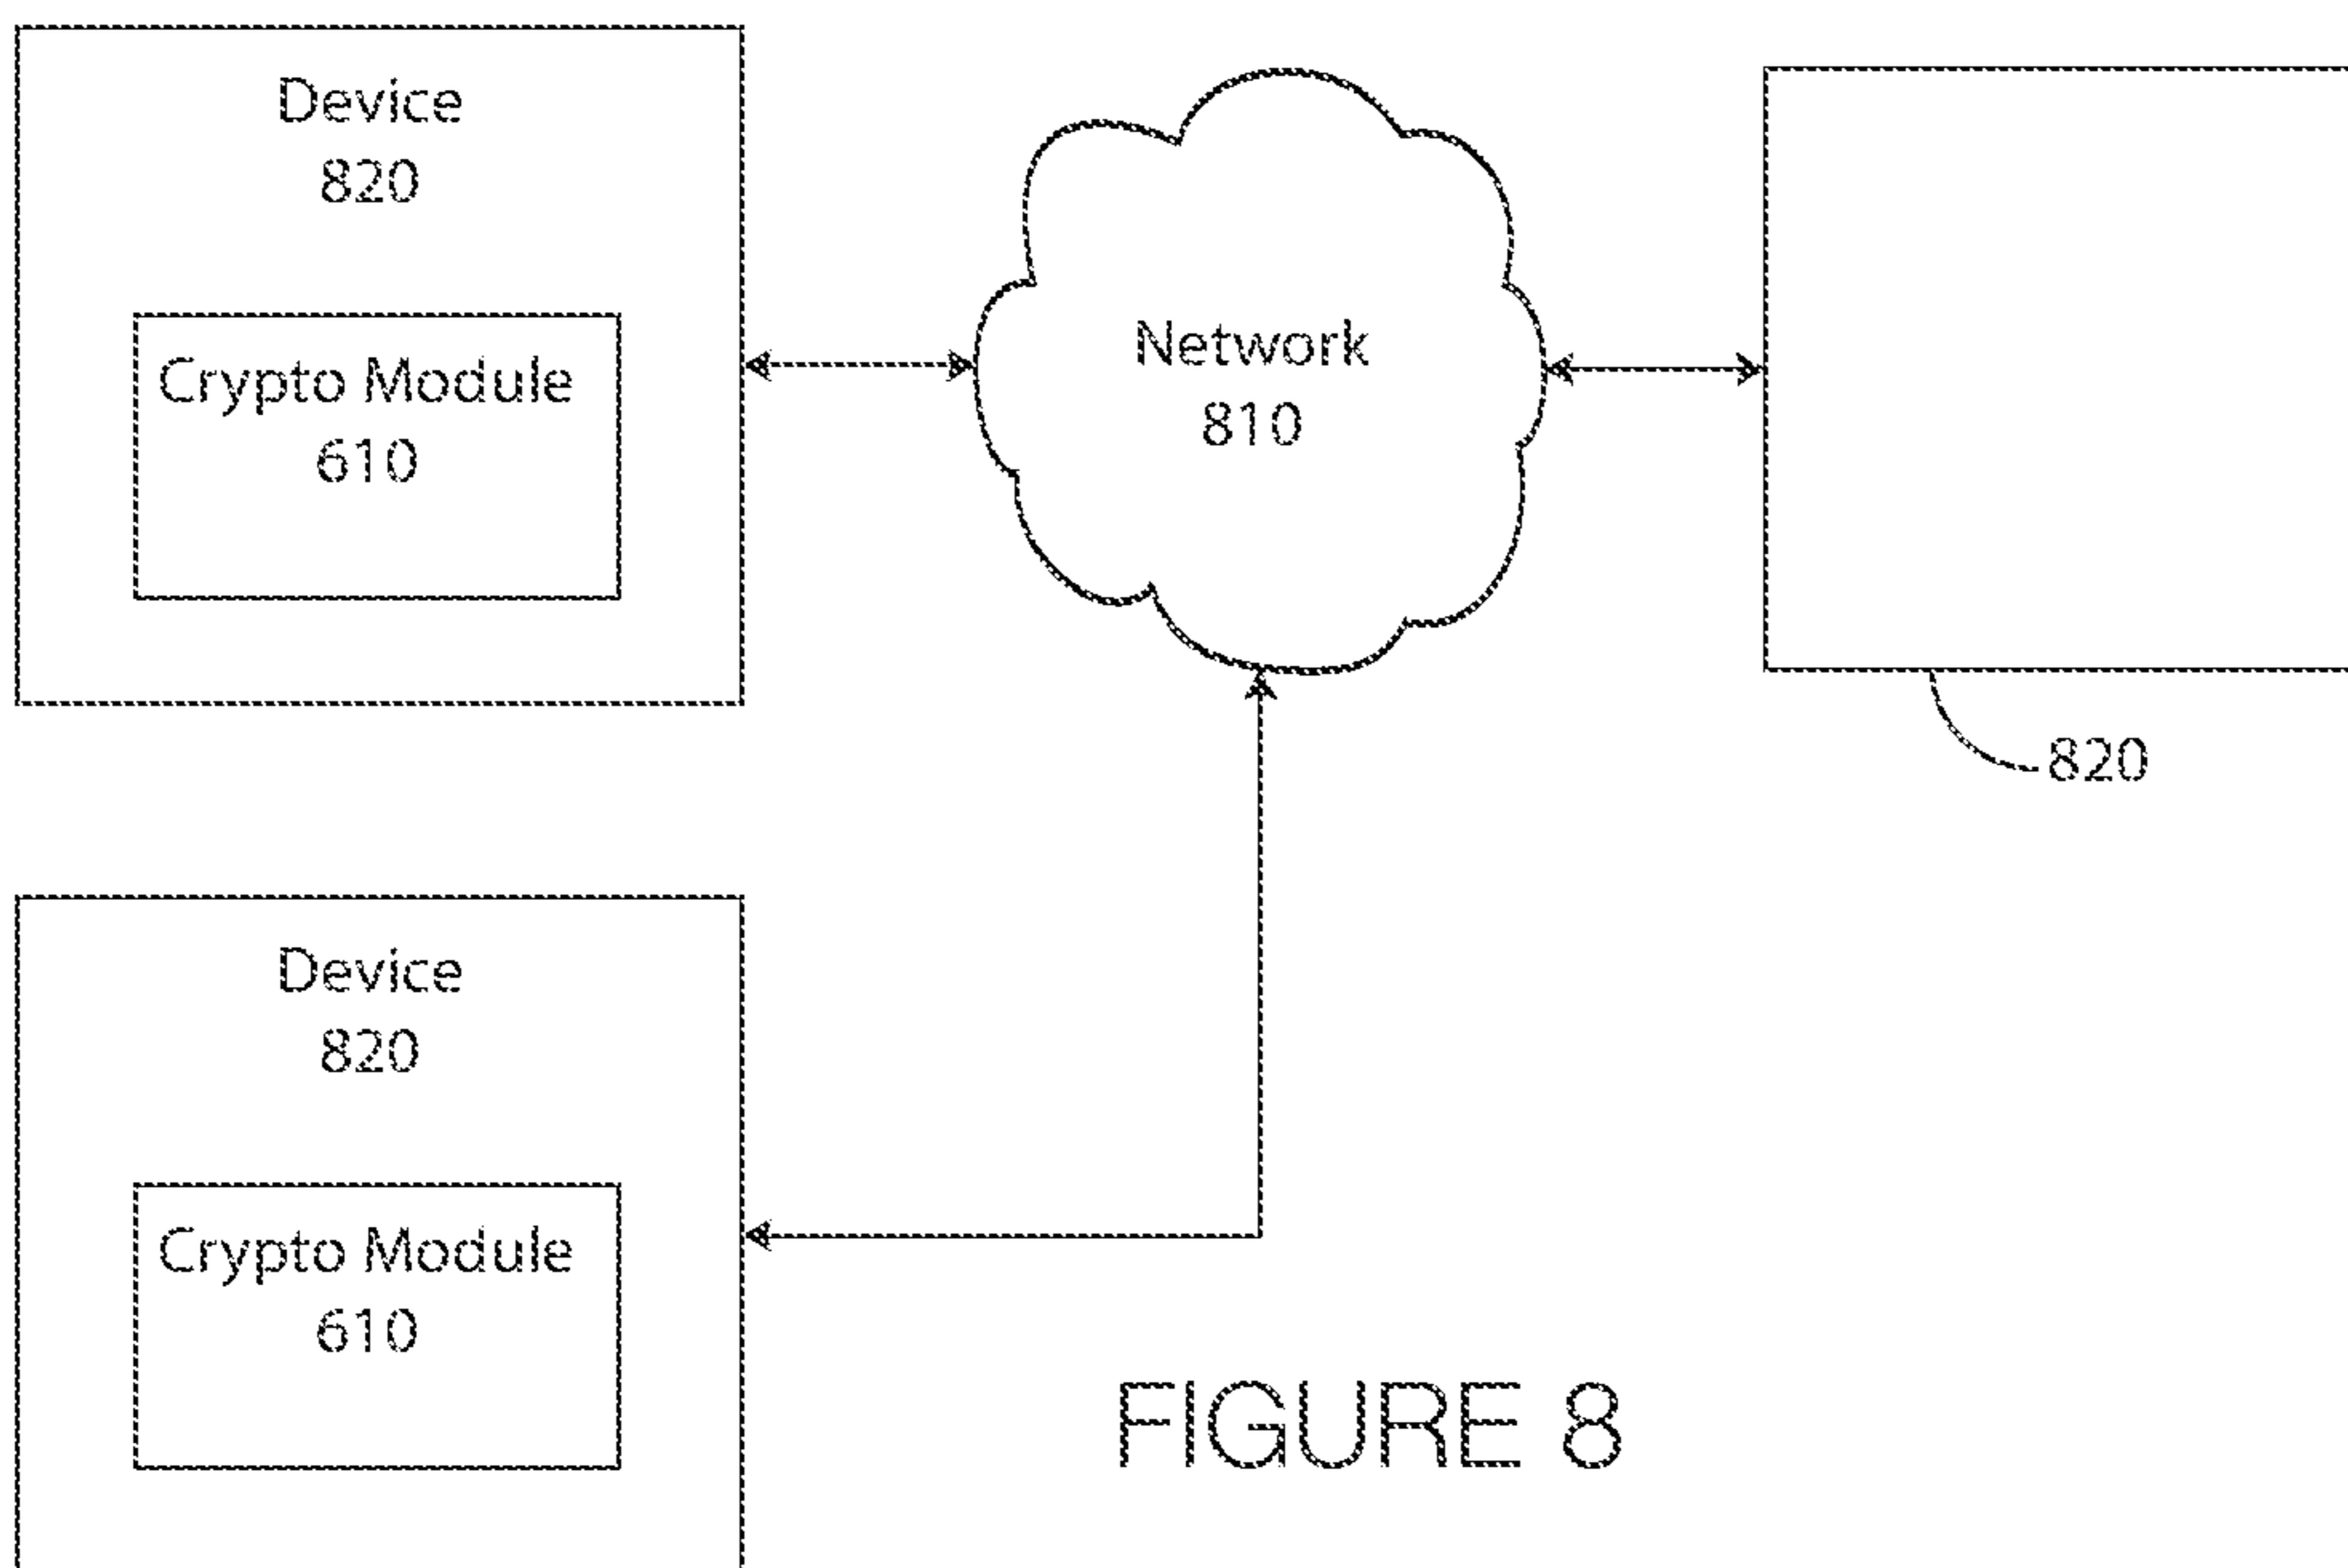 Device
820
Crypto Module
610
Network
810
820
Device
820
Crypto Module
610
FIGURE 8